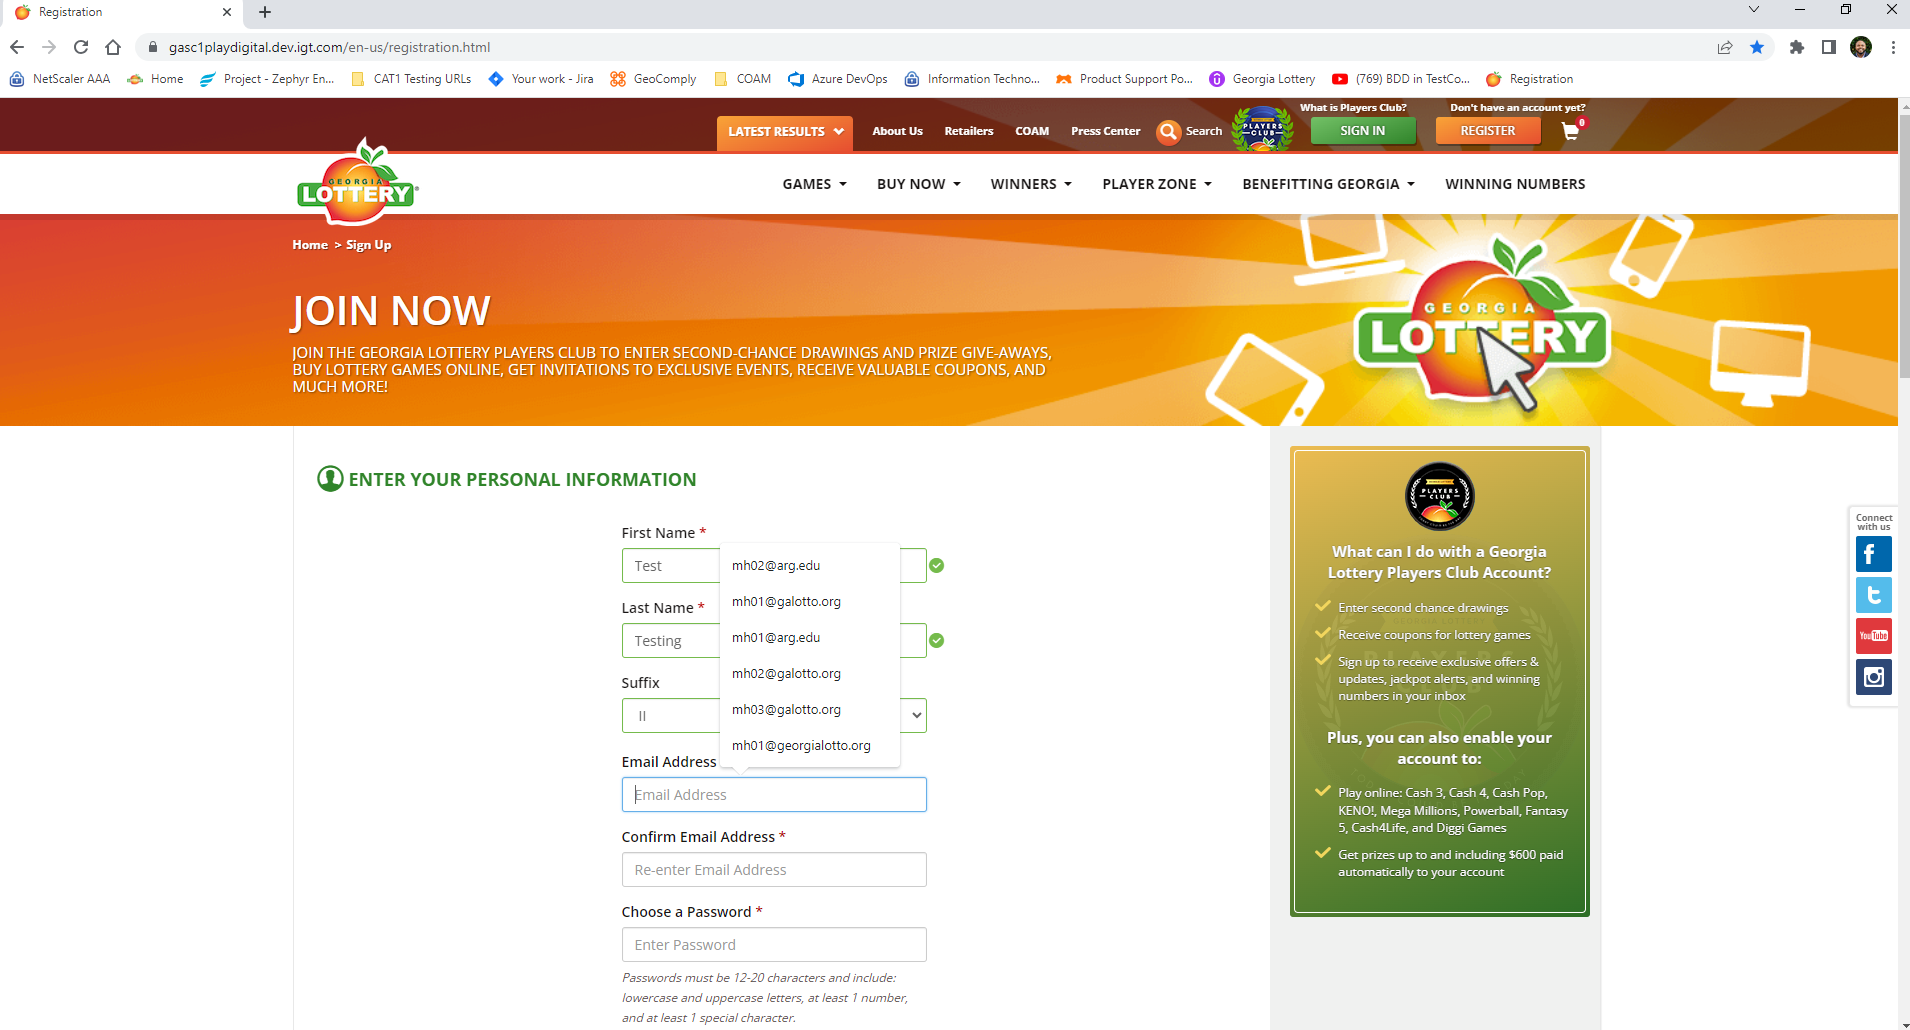 Registration
gasc1playdigital.dev.igt.com/en-us/registration.html
NetScaler AAA
Home
Project - Zephyr En...
CAT1 Testing URLs
Your work - Jira
GeoComply
COAM
Azure DevOps
Information Techno...
Product Support Po...
Georgia Lottery
(769) BDD in TestCo...
Registration
LATEST RESULTS
About Us
Retailers
COAM
Press Center
Search
PLAYERS CLUB
What is Players Club?
SIGN IN
Don't have an account yet?
REGISTER
0
GEORGIA
LOTTERY
GAMES
BUY NOW
WINNERS
PLAYER ZONE
BENEFITTING GEORGIA
WINNING NUMBERS
Home > Sign Up
JOIN NOW
JOIN THE GEORGIA LOTTERY PLAYERS CLUB TO ENTER SECOND-CHANCE DRAWINGS AND PRIZE GIVE-AWAYS,
BUY LOTTERY GAMES ONLINE, GET INVITATIONS TO EXCLUSIVE EVENTS, RECEIVE VALUABLE COUPONS, AND
MUCH MORE!
GEORGIA
LOTTERY
ENTER YOUR PERSONAL INFORMATION
First Name *
Test
Last Name *
Testing
Suffix
II
mh02@arg.edu
mh01@galotto.org
mh01@arg.edu
mh02@galotto.org
mh03@galotto.org
mh01@georgialotto.org
Email Address
Email Address
Confirm Email Address *
Re-enter Email Address
Choose a Password *
Enter Password
Passwords must be 12-20 characters and include:
lowercase and uppercase letters, at least 1 number,
and at least 1 special character.
PLAYERS
CLUB
What can I do with a Georgia
Lottery Players Club Account?
Enter second chance drawings
Receive coupons for lottery games
Sign up to receive exclusive offers &
updates, jackpot alerts, and winning
numbers in your inbox
Plus, you can also enable your
account to:
Play online: Cash 3, Cash 4, Cash Pop,
KENO!, Mega Millions, Powerball, Fantasy
5, Cash4Life, and Diggi Games
Get prizes up to and including $600 paid
automatically to your account
Connect
with us
You Tube